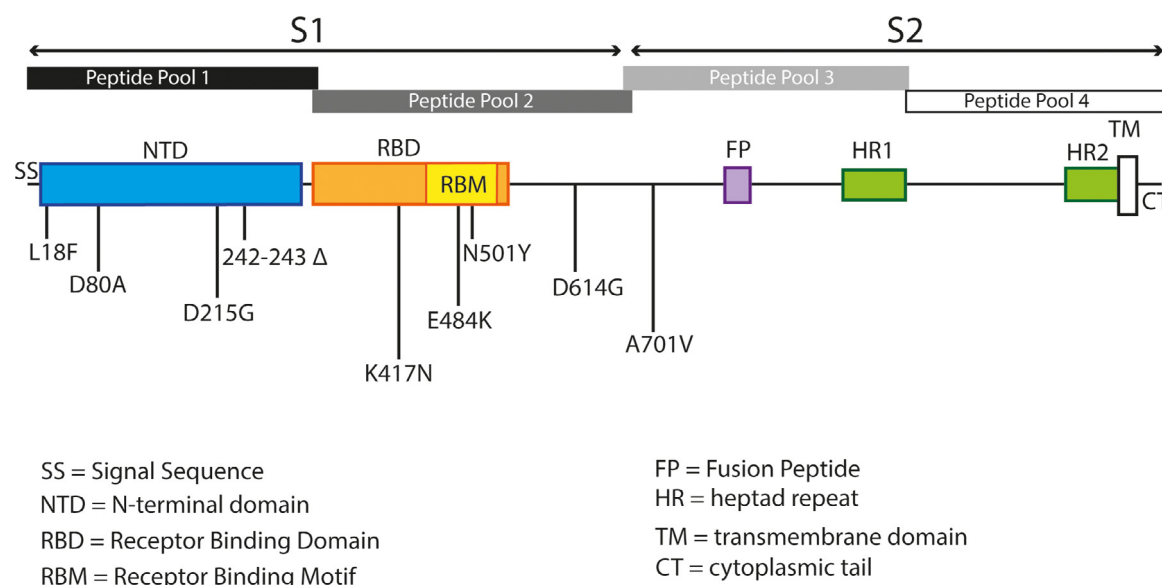 S1 S2
Peptide Pool 1 Peptide Pool 3
Peptide Pool 2 Peptide Pool 4
TM
SS NTD RBD FP HR1 HR2
RBM
CT
L18F 242-243 Δ N501Y
D80A D614G
D215G E484K
A701V
K417N
SS = Signal Sequence
NTD = N-terminal domain
RBD = Receptor Binding Domain
RBM = Receptor Binding Motif
FP = Fusion Peptide
HR = heptad repeat
TM = transmembrane domain
CT = cytoplasmic tail